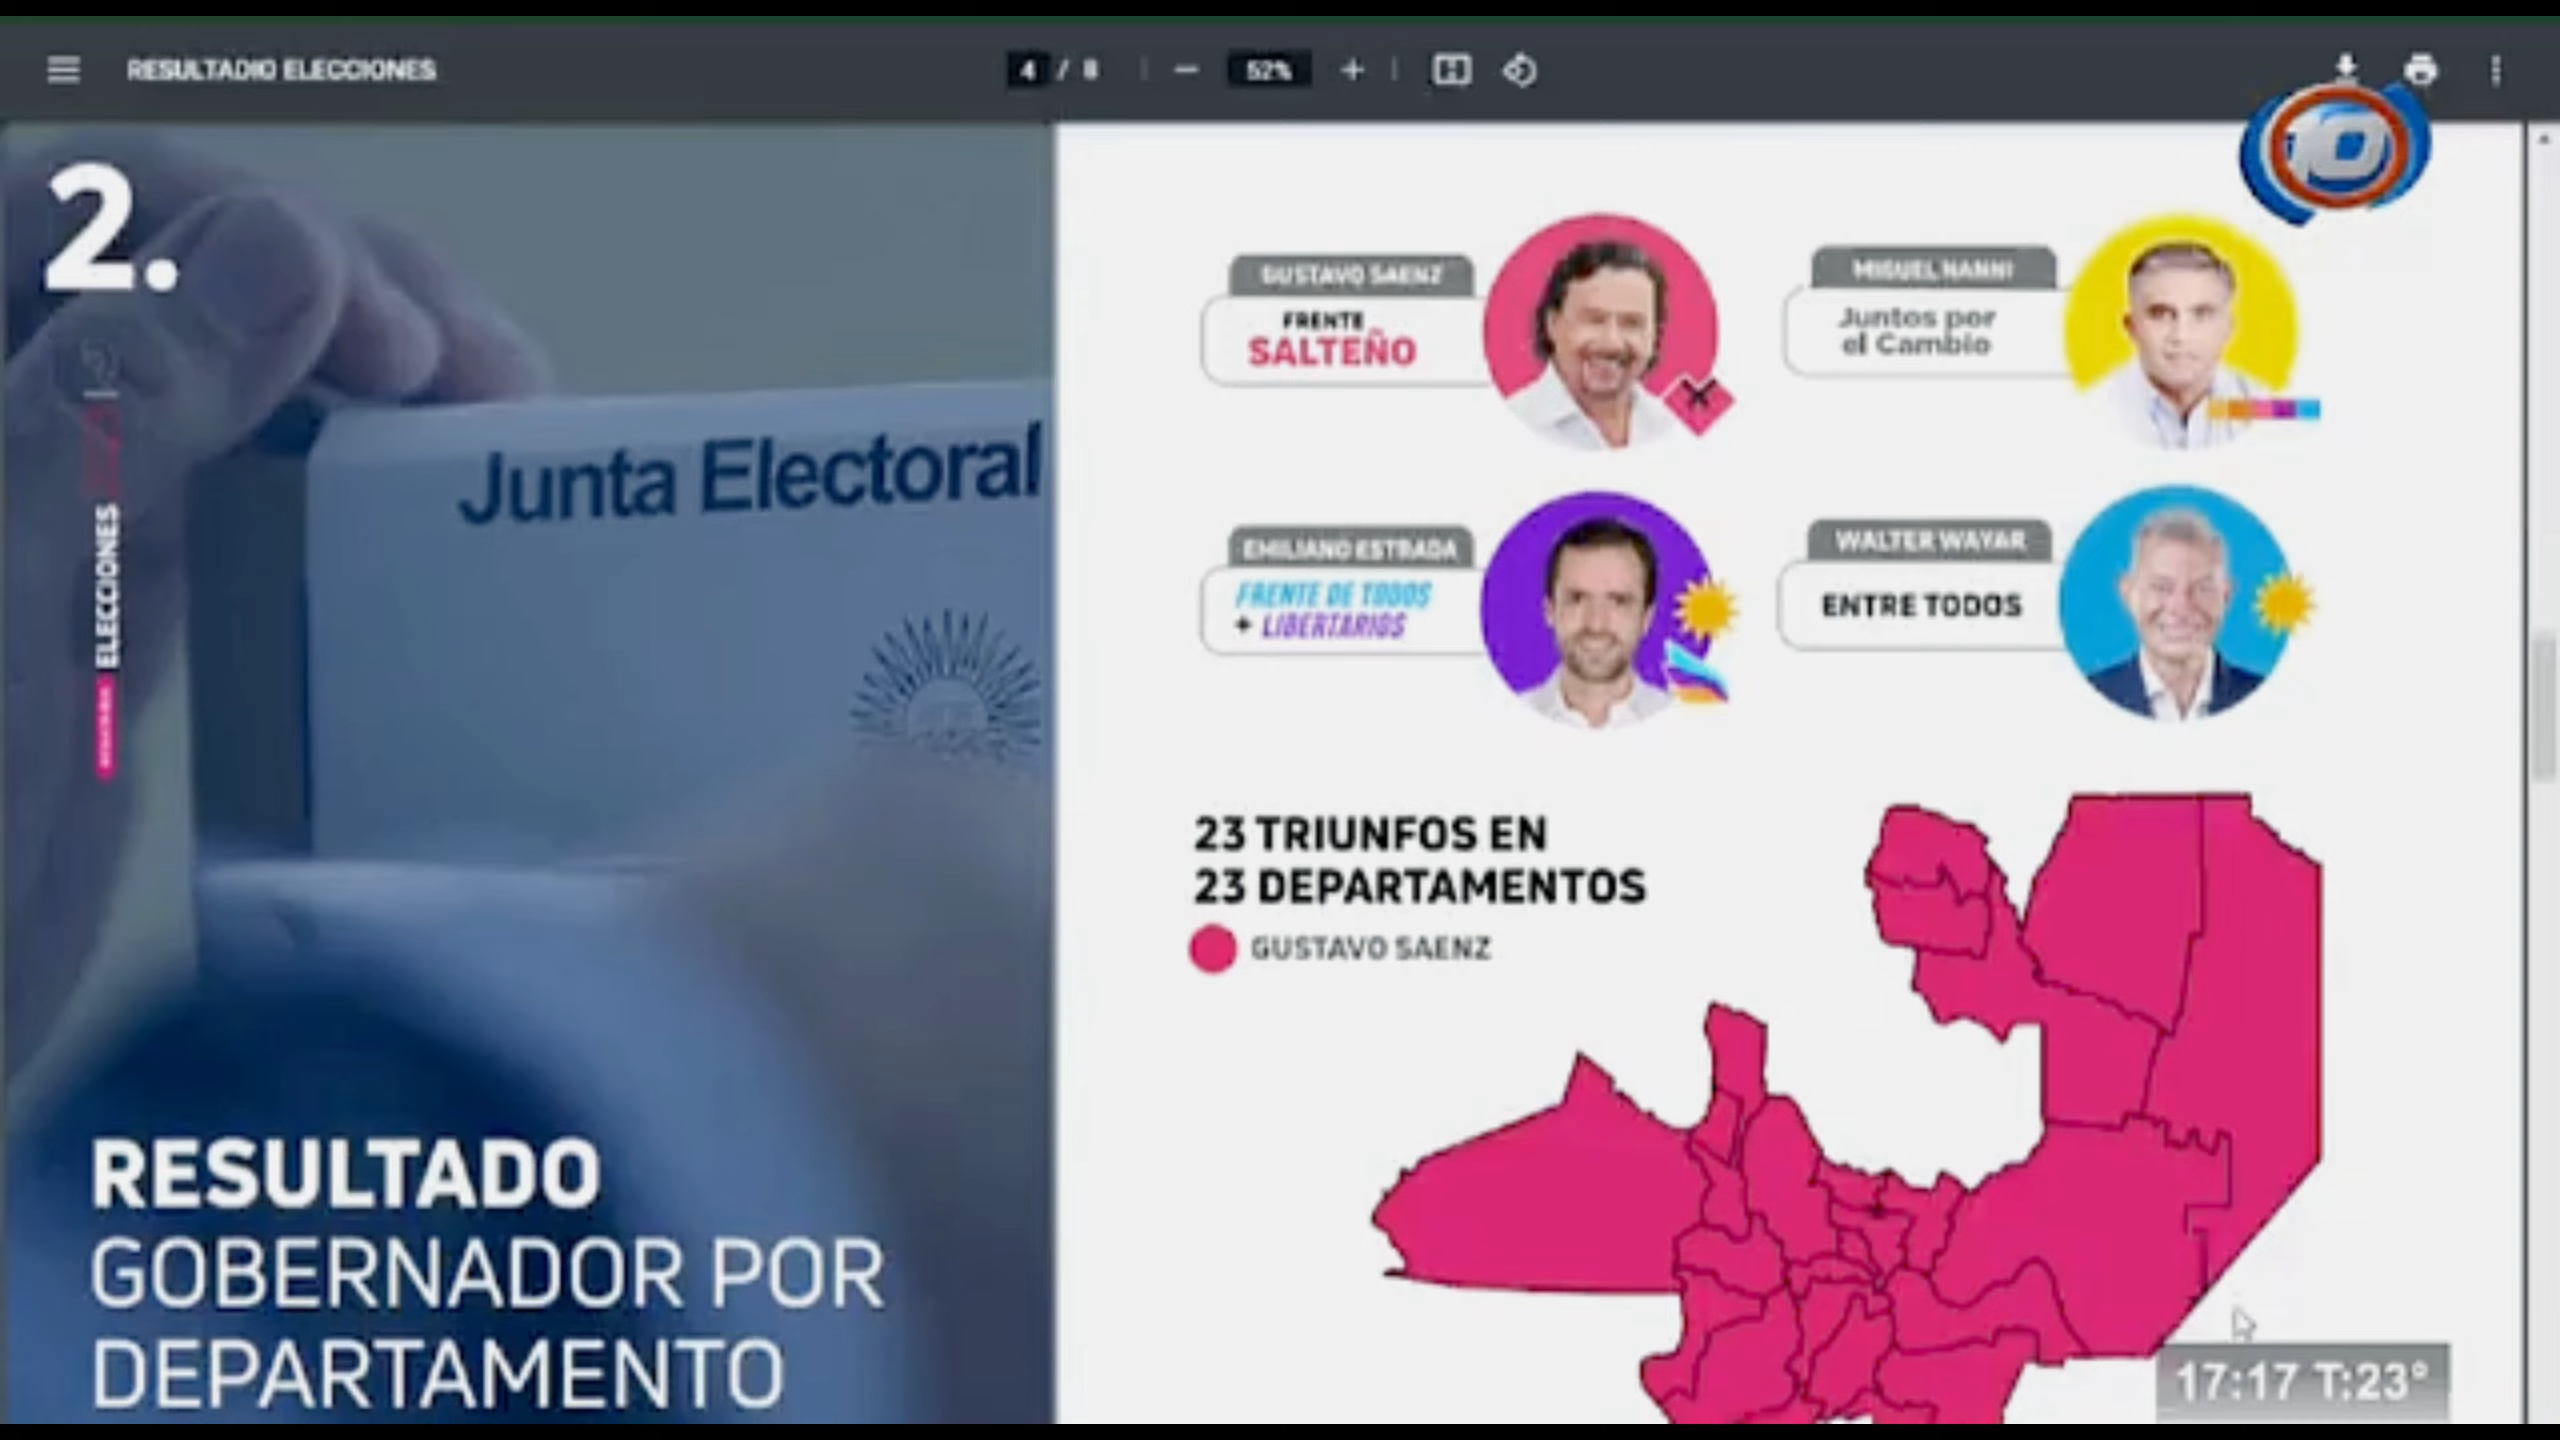 RESULTADIO ELECCIONES
4 / 8
52%
10
2.
ELECCIONES
Junta Electoral
RESULTADO
GOBERNADOR POR
DEPARTAMENTO
GUSTAVO SAENZ
FRENTE
SALTEÑO
MIGUEL NANNI
Juntos por
el Cambio
EMILIANO ESTRADA
FRENTE DE TODOS
+ LIBERTARIOS
WALTER WAYAR
ENTRE TODOS
23 TRIUNFOS EN
23 DEPARTAMENTOS
GUSTAVO SAENZ
17:17 T:23°